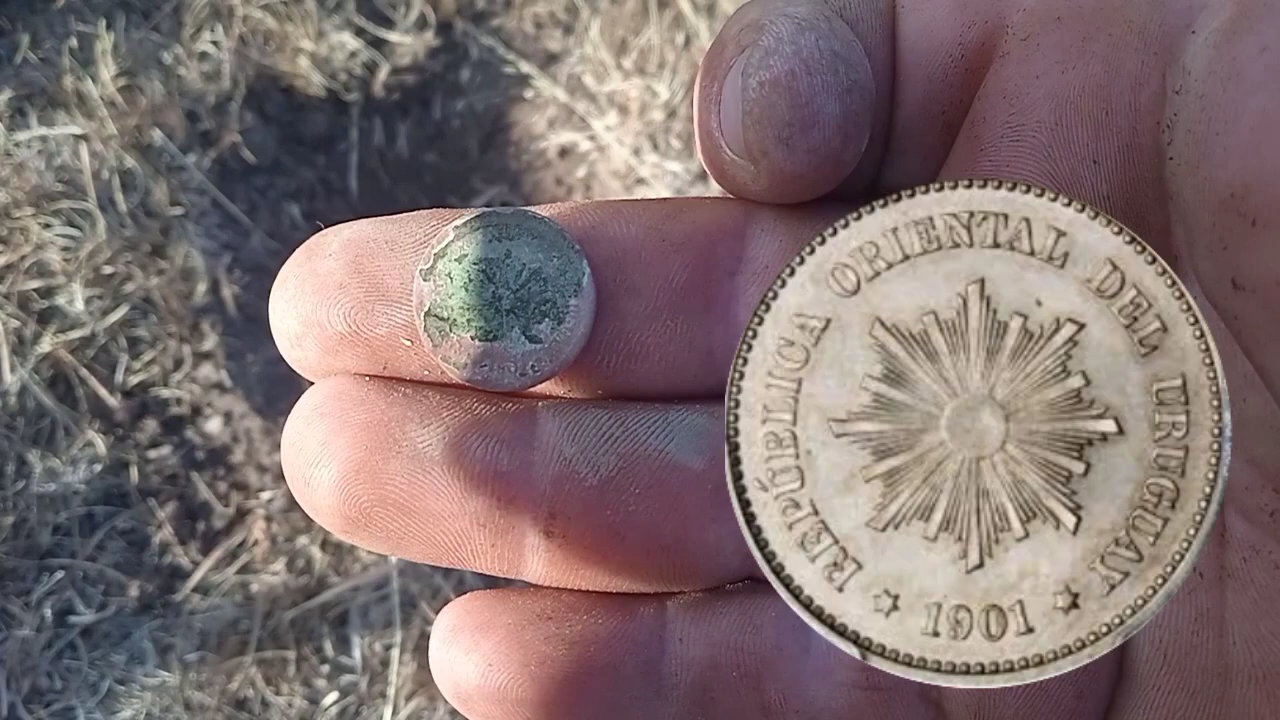 REPÚBLICA ORIENTAL DEL URUGUAY
★ 1901 ★